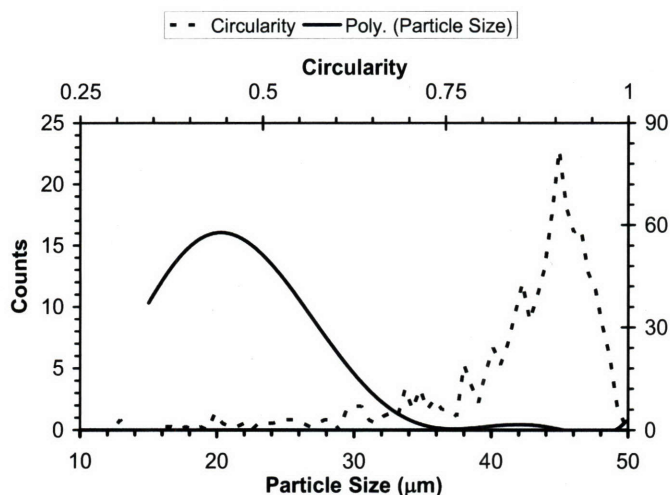 Circularity Poly. (Particle Size)
Circularity
0.25 0.5 0.75 1
25 90
20
60
15
Counts
10
30
5
0 0
10 20 30 40 50
Particle Size (μm)